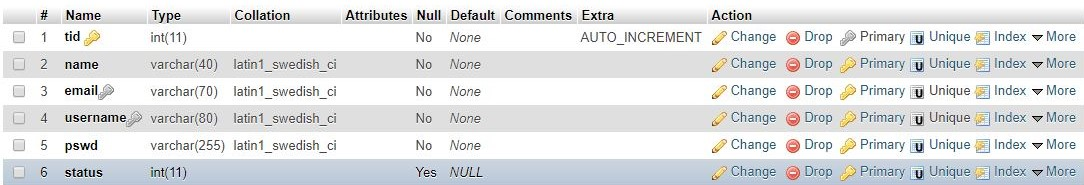 # Name Type Collation Attributes Null Default Comments Extra Action
1 tid int(11) No None AUTO_INCREMENT Change Drop Primary Unique Index More
2 name varchar(40) latin1_swedish_ci No None Change Drop Primary Unique Index More
3 email varchar(70) latin1_swedish_ci No None Change Drop Primary Unique Index More
4 username varchar(80) latin1_swedish_ci No None Change Drop Primary Unique Index More
5 pswd varchar(255) latin1_swedish_ci No None Change Drop Primary Unique Index More
6 status int(11) Yes NULL Change Drop Primary Unique Index More